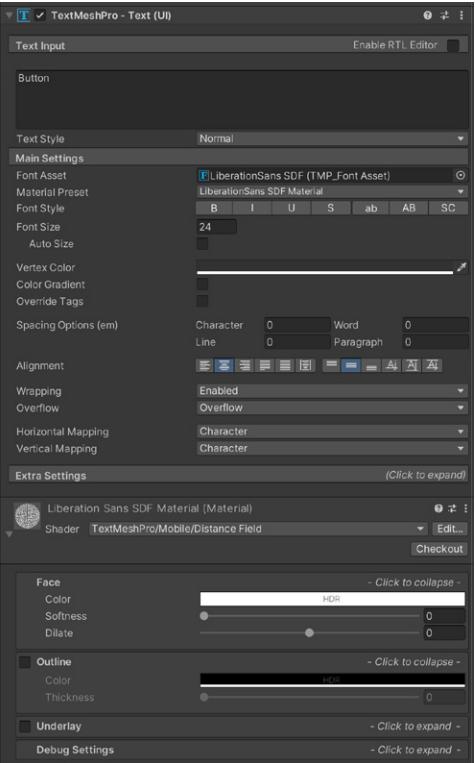 TextMeshPro - Text (UI)
Text Input Enable RTL Editor
Button
Text Style Normal
Main Settings
Font Asset F LiberationSans SDF (TMP_Font Asset)
Material Preset LiberationSans SDF Material
Font Style B I U S ab AB SC
Font Size 24
Auto Size
Vertex Color
Color Gradient
Override Tags
Spacing Options (em) Character 0 Word 0
Line 0 Paragraph 0
Alignment
Wrapping Enabled
Overflow Overflow
Horizontal Mapping Character
Vertical Mapping Character
Extra Settings (Click to expand)
Liberation Sans SDF Material (Material)
Shader TextMeshPro/Mobile/Distance Field Edit...
Checkout
Face - Click to collapse -
Color HDR
Softness 0
Dilate 0
Outline - Click to collapse -
Color HDR
Thickness 0
Underlay - Click to expand -
Debug Settings - Click to expand -